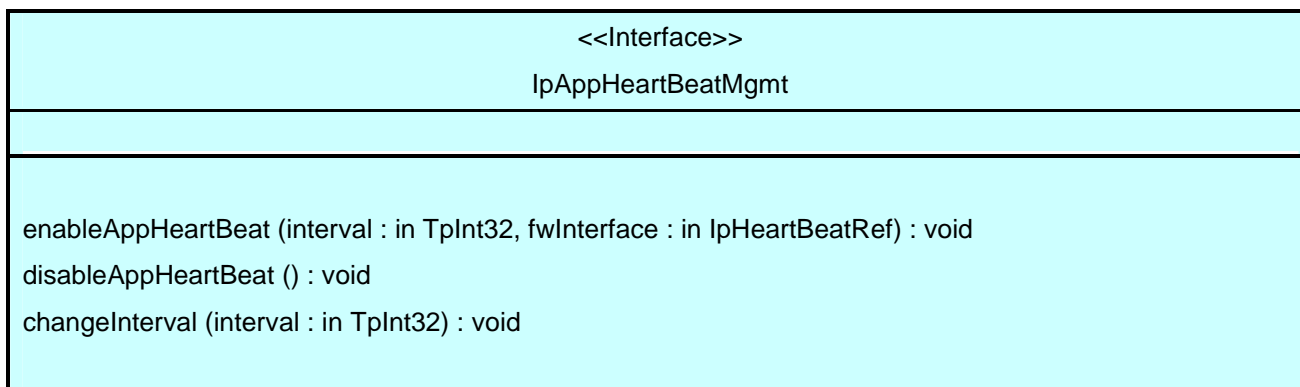 <<Interface>>
IpAppHeartBeatMgmt
enableAppHeartBeat (interval : in TpInt32, fwInterface : in IpHeartBeatRef) : void
disableAppHeartBeat () : void
changeInterval (interval : in TpInt32) : void